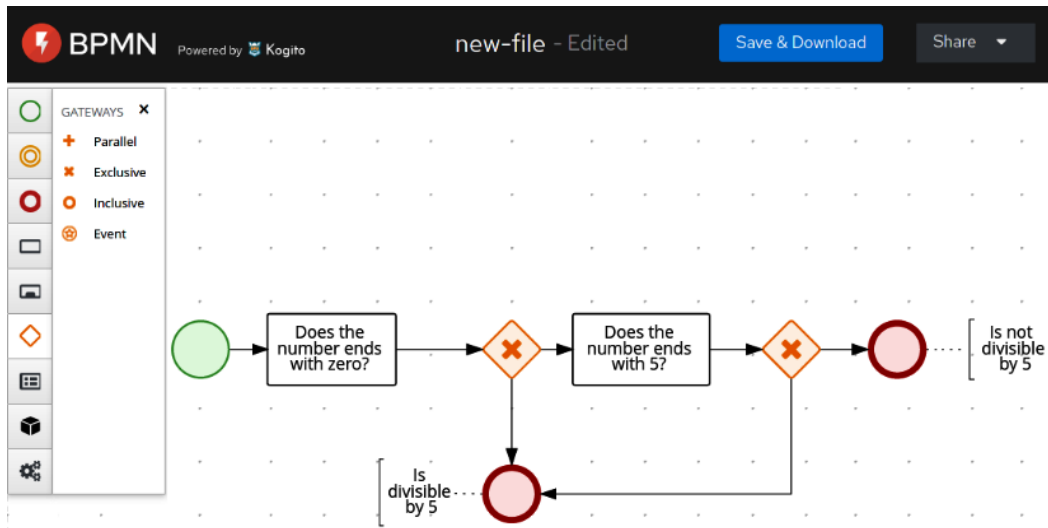 BPMN
Powered by Kogito
new-file - Edited
Save & Download
Share
GATEWAYS
Parallel
Exclusive
Inclusive
Event
Does the
number ends
with zero?
Does the
number ends
with 5?
Is not
divisible
by 5
Is
divisible
by 5